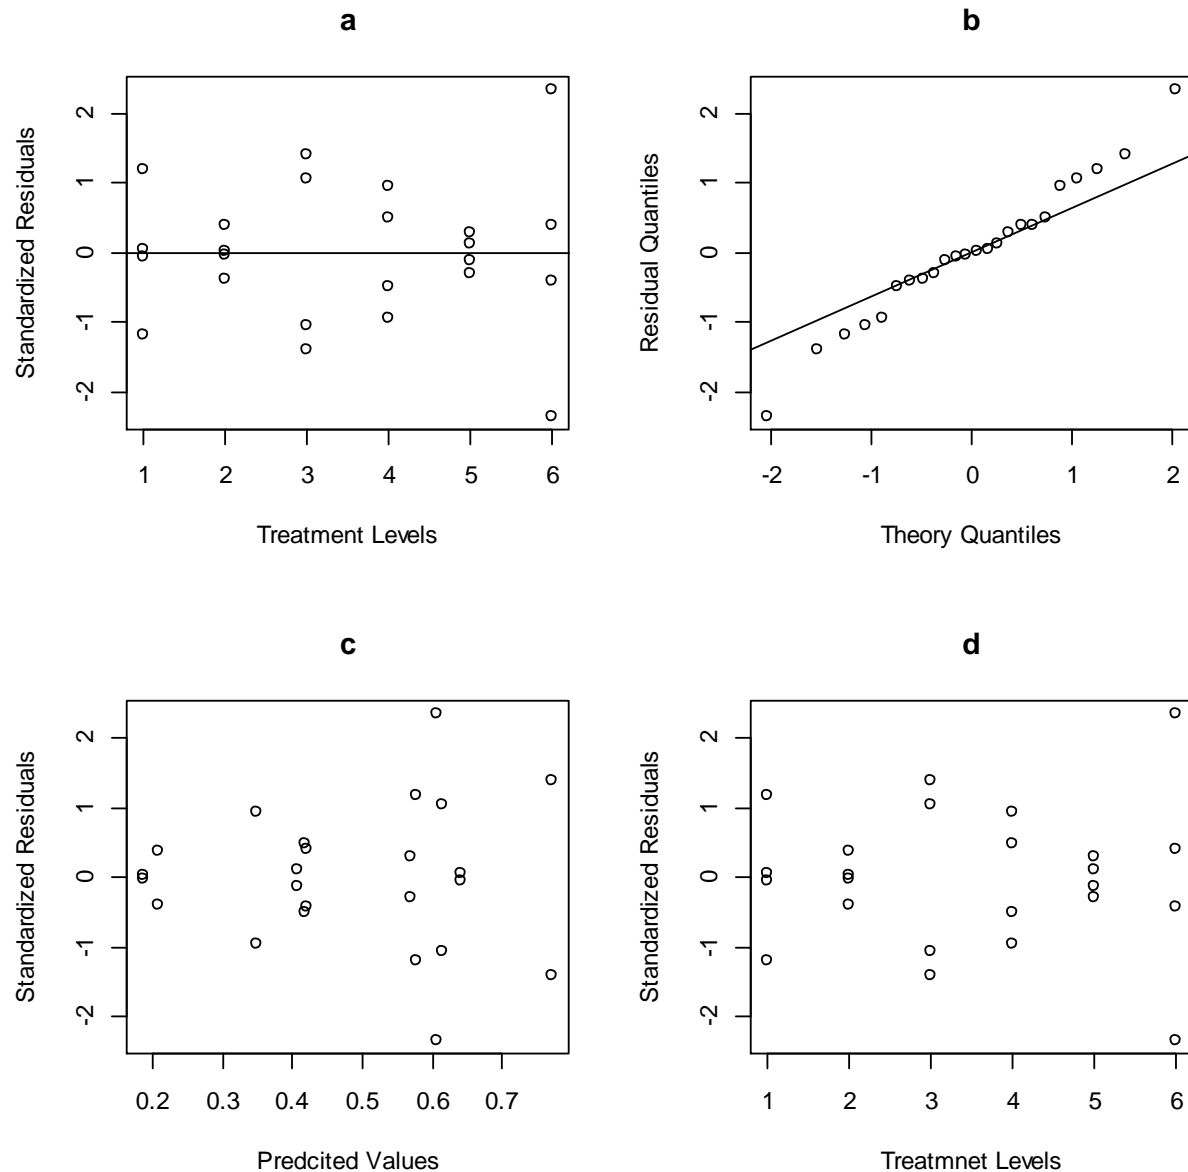 a
Standardized Residuals
2
1
0
-1
-2
1 2 3 4 5 6
Treatment Levels
b
Residual Quantiles
2
1
0
-1
-2
-2 -1 0 1 2
Theory Quantiles
c
Standardized Residuals
2
1
0
-1
-2
0.2 0.3 0.4 0.5 0.6 0.7
Predcited Values
d
Standardized Residuals
2
1
0
-1
-2
1 2 3 4 5 6
Treatmnet Levels